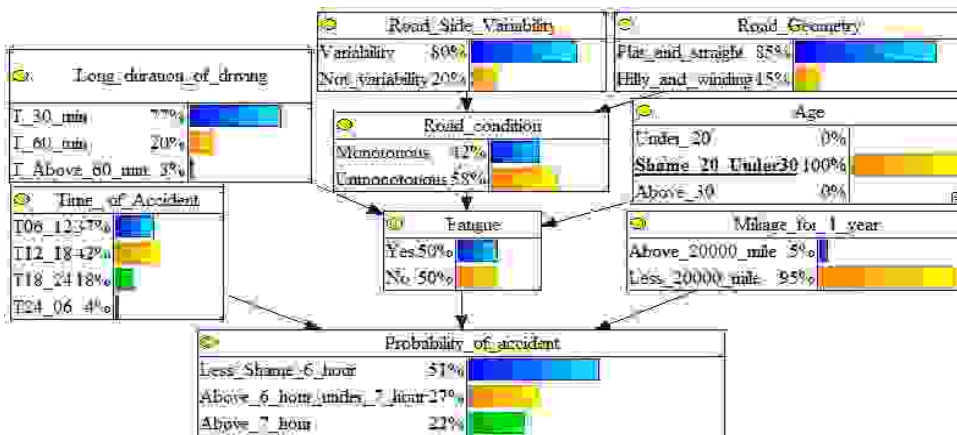 Road_Side_Variability
Variability 80%
Not_variability 20%
Road_Geometry
Flat_and_straight 85%
Hilly_and_winding 15%
Long_duration_of_driving
T_30_min 77%
T_60_min 20%
T_Above_60_mnt 3%
Road_condition
Monotonous 42%
Unmonotonous 58%
Age
Under_20 0%
Shame_20_Under30 100%
Above_30 0%
Time_of_Accident
T06_12 37%
T12_18 42%
T18_24 18%
T24_06 4%
Fatigue
Yes 50%
No 50%
Milage_for_1_year
Above_20000_mile 5%
Less_20000_mile 95%
Probability_of_accident
Less_Shame_6_hour 51%
Above_6_hour_under_7_hour 27%
Above_7_hour 22%